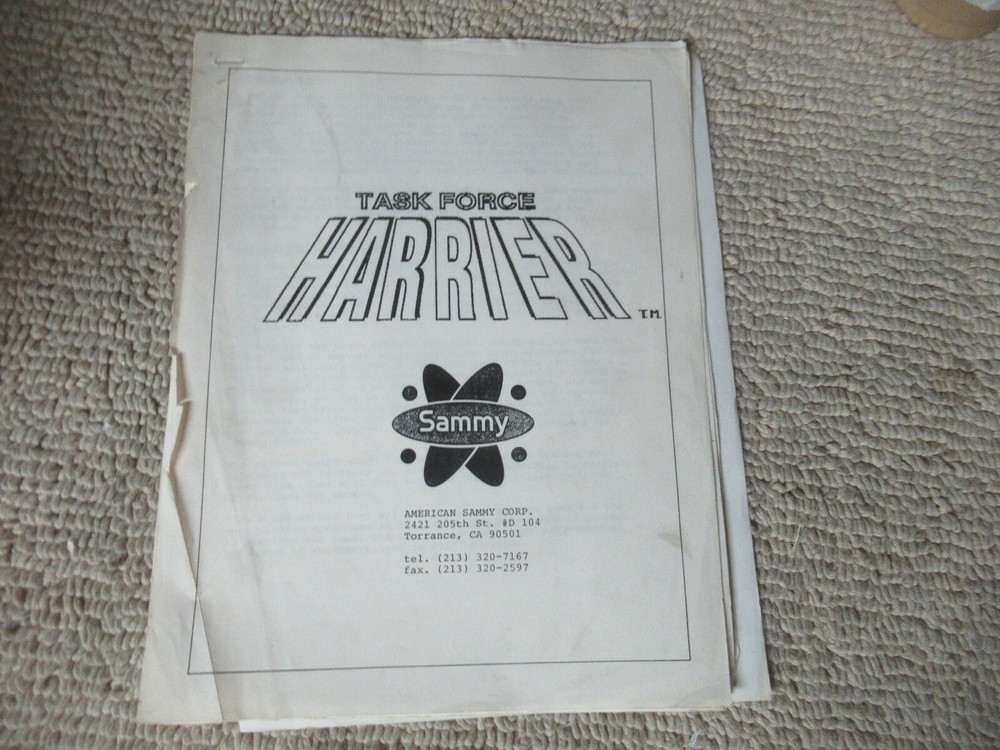 TASK FORCE
HARRIER
T.M.
Sammy
AMERICAN SAMMY CORP.
2421 205th St. #D 104
Torrance, CA 90501
tel. (213) 320-7167
fax. (213) 320-2597